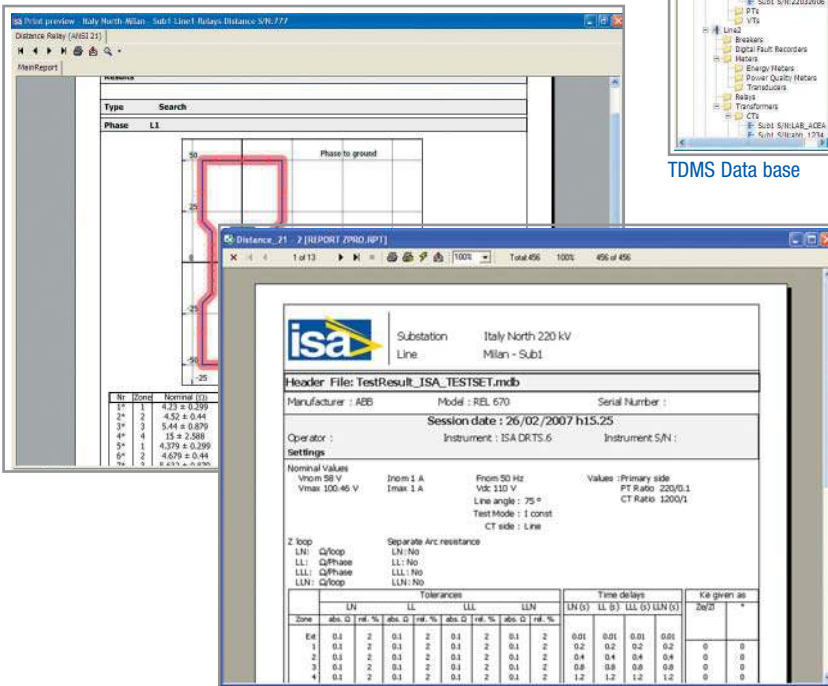 Print preview - Italy North Milan - Sub1 Line1 Relays Distance S/N:777
Distance Relay (ANSI 21)
MainReport
Results
Type Search
Phase L1
Phase to ground
50
25
0
-25
-50
-25
Nr Zone Nominal (Ω)
1* 1 4.23 ± 0.299
2* 2 4.52 ± 0.44
3* 3 5.44 ± 0.879
4* 4 15 ± 2.588
5* 1 4.379 ± 0.299
6* 2 4.679 ± 0.44
Sub1 S/N:22032006
PTs
VTs
Line2
Breakers
Digital Fault Recorders
Meters
Energy Meters
Power Quality Meters
Transducers
Relays
Transformers
CTs
Sub1 S/N:LAB_ACEA
TDMS Data base
Distance_21 - 2 [REPORT ZPRO.RPT]
1 of 13 100% Total:456 100% 456 of 456
isa
Substation Italy North 220 kV
Line Milan - Sub1
Header File: TestResult_ISA_TESTSET.mdb
Manufacturer : ABB Model : REL 670 Serial Number :
Session date : 26/02/2007 h15.25
Operator : Instrument : ISA DRTS.6 Instrument S/N :
Settings
Nominal Values
Vnom 58 V Inom 1 A Fnom 50 Hz Values : Primary side
Vmax 100.46 V Imax 1 A Vdc 110 V PT Ratio 220/0.1
Line angle : 75 º CT Ratio 1200/1
Test Mode : I const
CT side : Line
Z loop Separate Arc resistance
LN: Ω/loop LN: No
LL: Ω/Phase LL: No
LLL: Ω/Phase LLL: No
LLN: Ω/loop LLN: No
Tolerances Time delays Ke given as
LN LL LLL LLN LN (s) LL (s) LLL (s) LLN (s) Ze/Zl °
Zone abs. Ω rel. % abs. Ω rel. % abs. Ω rel. % abs. Ω rel. %
Ext 0.1 2 0.1 2 0.1 2 0.1 2 0.01 0.01 0.01 0.01
1 0.1 2 0.1 2 0.1 2 0.1 2 0.2 0.2 0.2 0.2 0 0
2 0.1 2 0.1 2 0.1 2 0.1 2 0.4 0.4 0.4 0.4 0 0
3 0.1 2 0.1 2 0.1 2 0.1 2 0.8 0.8 0.8 0.8 0 0
4 0.1 2 0.1 2 0.1 2 0.1 2 1.2 1.2 1.2 1.2 0 0